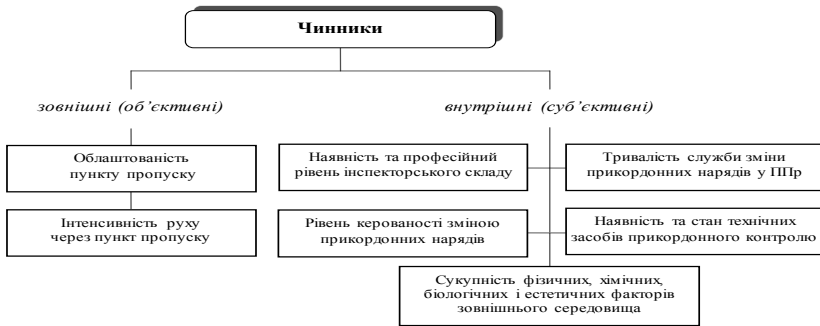 Чинники
зовнішні (об’єктивні)
внутрішні (суб’єктивні)
Облаштованість
пункту пропуску
Інтенсивність руху
через пункт пропуску
Наявність та професійний
рівень інспекторського складу
Тривалість служби зміни
прикордонних нарядів у ППр
Рівень керованості зміною
прикордонних нарядів
Наявність та стан технічних
засобів прикордонного контролю
Сукупність фізичних, хімічних,
біологічних і естетичних факторів
зовнішнього середовища